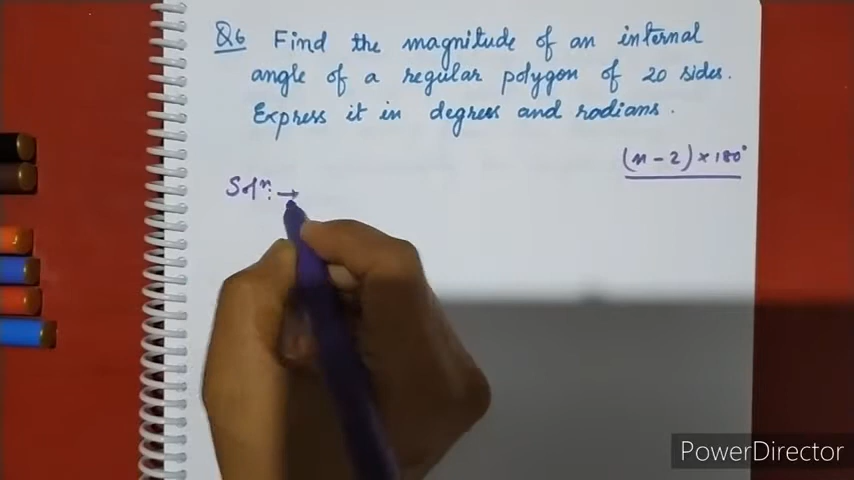 Q6 Find the magnitude of an internal
angle of a regular polygon of 20 sides.
Express it in degrees and radians.
(n - 2) × 180°
Solⁿ: →
PowerDirector